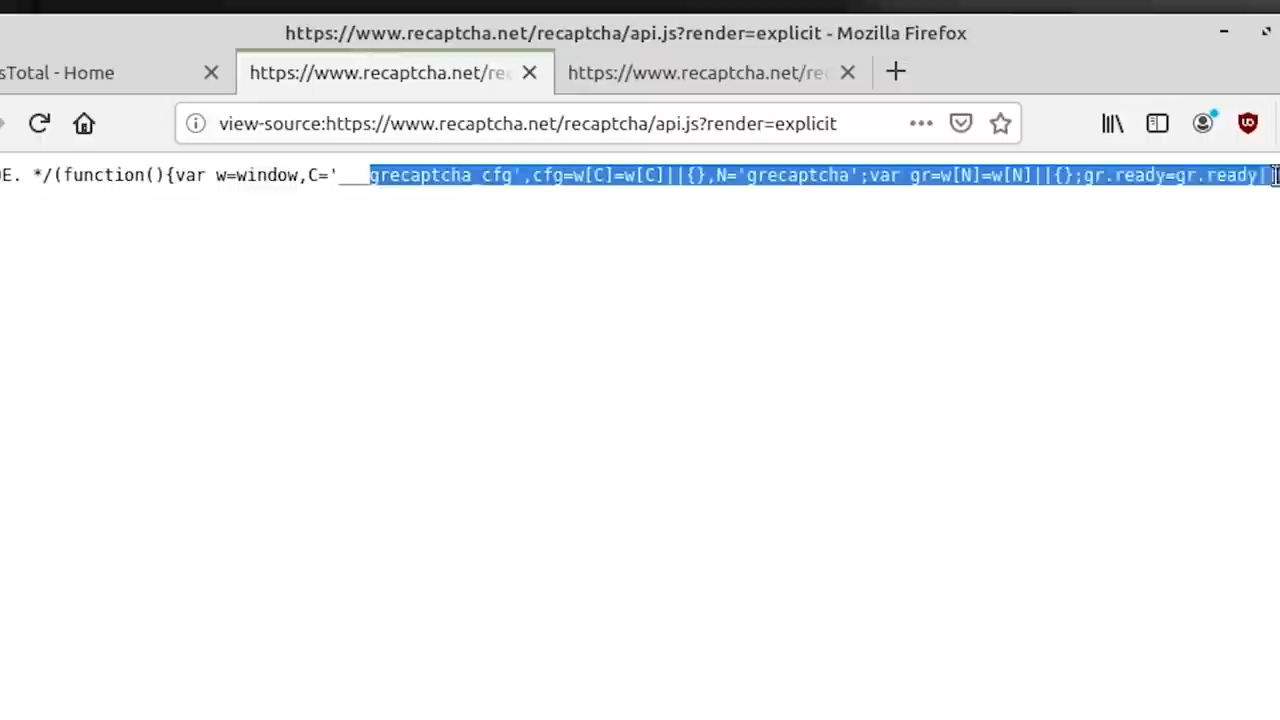 https://www.recaptcha.net/recaptcha/api.js?render=explicit - Mozilla Firefox
sTotal - Home
https://www.recaptcha.net/re
https://www.recaptcha.net/re
view-source:https://www.recaptcha.net/recaptcha/api.js?render=explicit
E. */(function(){var w=window,C='___grecaptcha_cfg',cfg=w[C]=w[C]||{},N='grecaptcha';var gr=w[N]=w[N]||{};gr.ready=gr.ready|